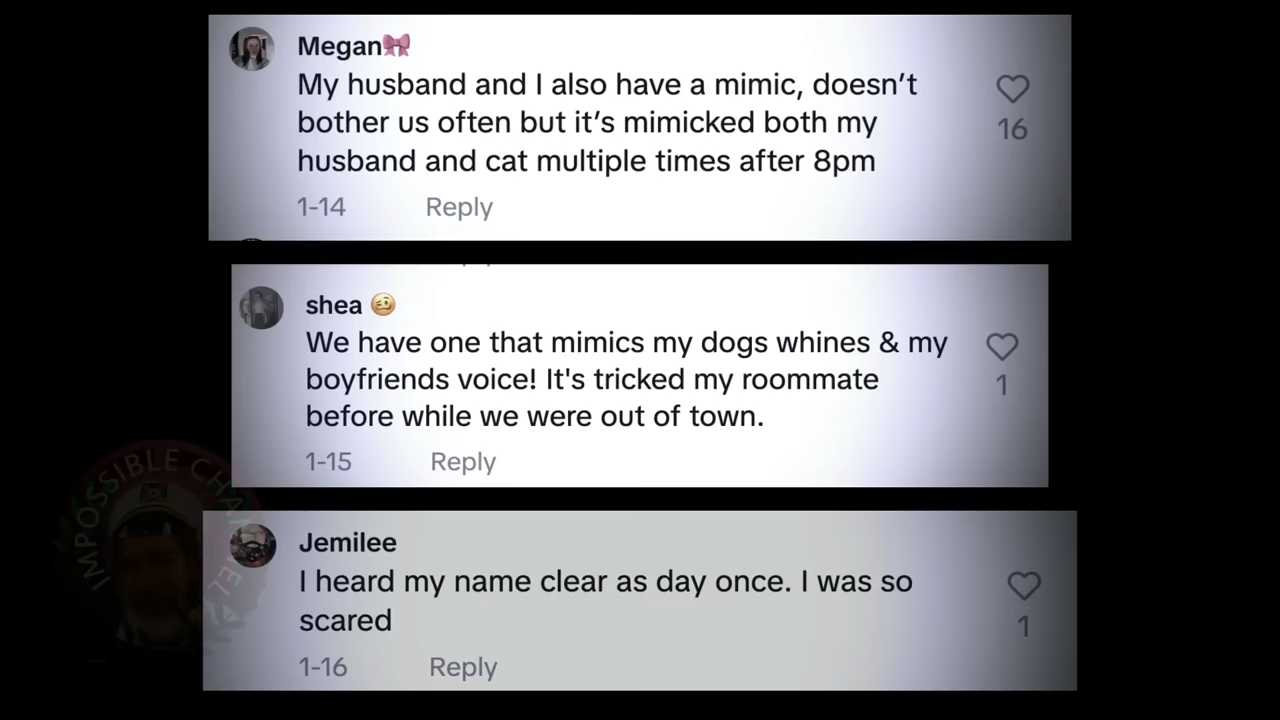 Megan🎀
My husband and I also have a mimic, doesn’t
bother us often but it’s mimicked both my
husband and cat multiple times after 8pm
16
1-14 Reply
shea 🥴
We have one that mimics my dogs whines & my
boyfriends voice! It's tricked my roommate
before while we were out of town.
1
1-15 Reply
IMPOSSIBLE CHANNEL
Jemilee
I heard my name clear as day once. I was so
scared
1
1-16 Reply